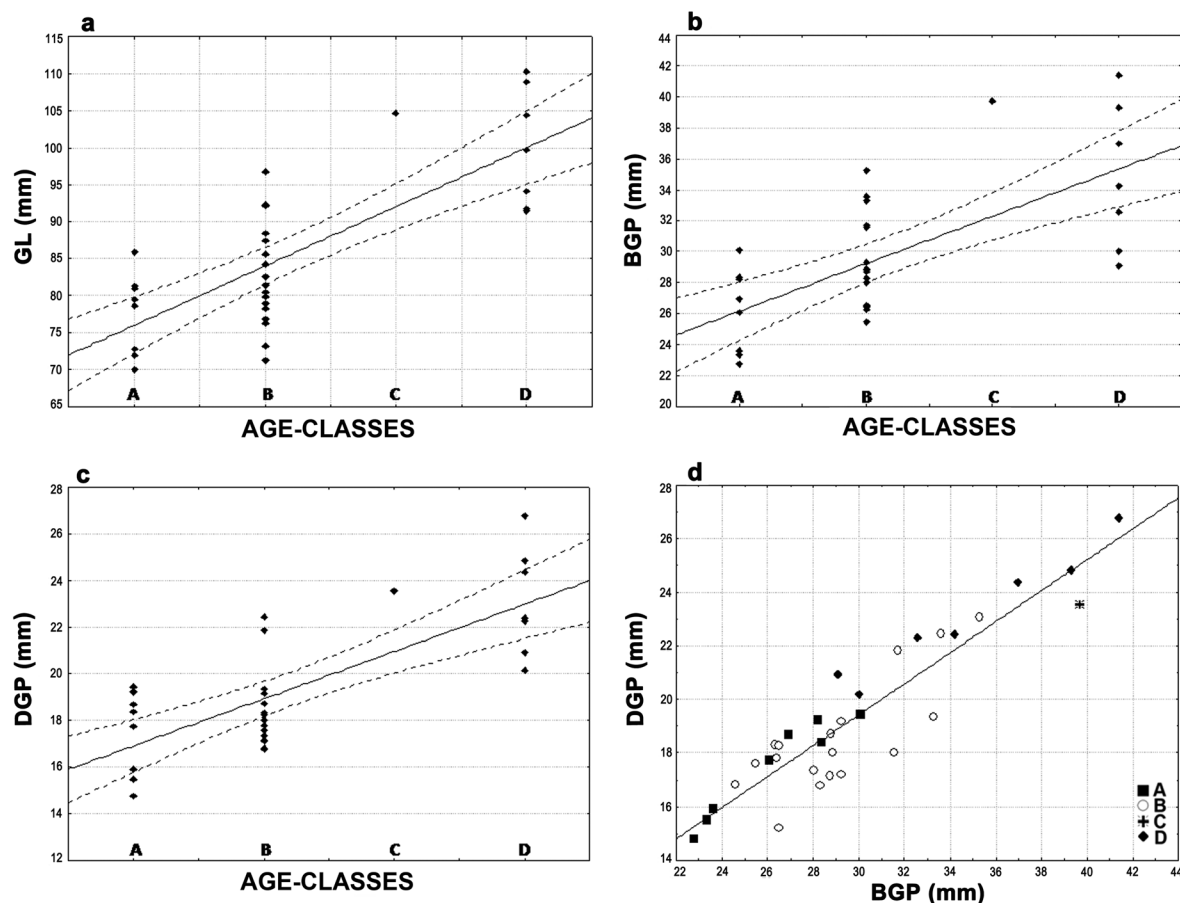 a
115
110
105
100
95
90
85
80
75
70
65
GL (mm)
A B C D
AGE-CLASSES
b
44
42
40
38
36
34
32
30
28
26
24
22
20
BGP (mm)
A B C D
AGE-CLASSES
c
28
26
24
22
20
18
16
14
12
DGP (mm)
A B C D
AGE-CLASSES
d
28
26
24
22
20
18
16
14
DGP (mm)
A
B
C
D
22 24 26 28 30 32 34 36 38 40 42 44
BGP (mm)